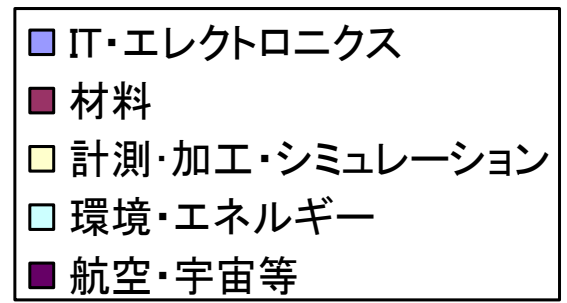 IT・エレクトロニクス
材料
計測・加工・シミュレーション
環境・エネルギー
航空・宇宙等